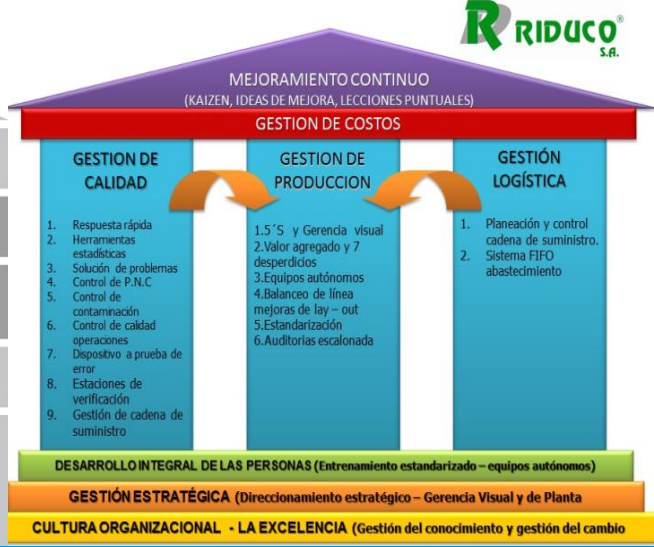 RIDUCO®
S.A.
MEJORAMIENTO CONTINUO
(KAIZEN, IDEAS DE MEJORA, LECCIONES PUNTUALES)
GESTION DE COSTOS
GESTION DE
CALIDAD
1. Respuesta rápida
2. Herramientas
estadísticas
3. Solución de problemas
4. Control de P.N.C
5. Control de
contaminación
6. Control de calidad
operaciones
7. Dispositivo a prueba de
error
8. Estaciones de
verificación
9. Gestión de cadena de
suministro
GESTION DE
PRODUCCION
1.5´S y Gerencia visual
2.Valor agregado y 7
desperdicios
3.Equipos autónomos
4.Balanceo de línea
mejoras de lay – out
5.Estandarización
6.Auditorias escalonada
GESTIÓN
LOGÍSTICA
1. Planeación y control
cadena de suministro.
2. Sistema FIFO
abastecimiento
DESARROLLO INTEGRAL DE LAS PERSONAS (Entrenamiento estandarizado – equipos autónomos)
GESTIÓN ESTRATÉGICA (Direccionamiento estratégico – Gerencia Visual y de Planta
CULTURA ORGANIZACIONAL - LA EXCELENCIA (Gestión del conocimiento y gestión del cambio